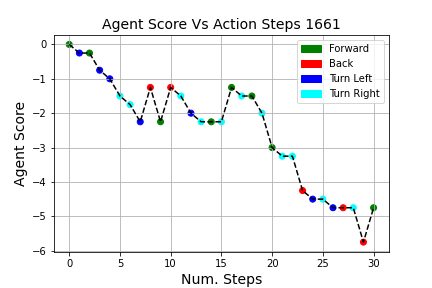 Agent Score Vs Action Steps 1661
Agent Score
0
−1
−2
−3
−4
−5
−6
Forward
Back
Turn Left
Turn Right
0 5 10 15 20 25 30
Num. Steps